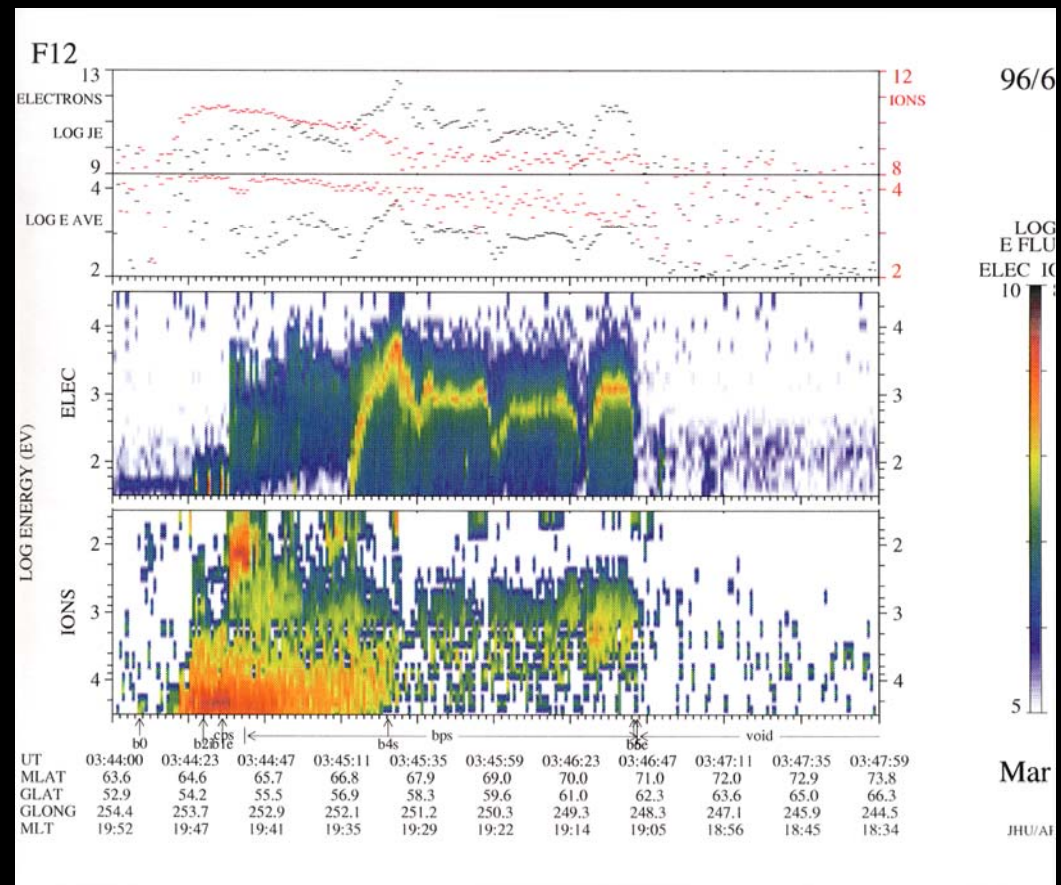 F12
13
ELECTRONS
LOG JE
9
4
LOG E AVE
2
12
IONS
8
4
2
96/6
LOG
E FLU
ELEC
10
5
LOG ENERGY (EV)
ELEC
4
3
2
4
3
2
IONS
2
3
4
2
3
4
b0 cps bps b4s void
UT 03:44:00 03:44:23 03:44:47 03:45:11 03:45:35 03:45:59 03:46:23 03:46:47 03:47:11 03:47:35 03:47:59
MLAT 63.6 64.6 65.7 66.8 67.9 69.0 70.0 71.0 72.0 72.9 73.8
GLAT 52.9 54.2 55.5 56.9 58.3 59.6 61.0 62.3 63.6 65.0 66.3
GLONG 254.4 253.7 252.9 252.1 251.2 250.3 249.3 248.3 247.1 245.9 244.5
MLT 19:52 19:47 19:41 19:35 19:29 19:22 19:14 19:05 18:56 18:45 18:34
Mar
JHU/AP